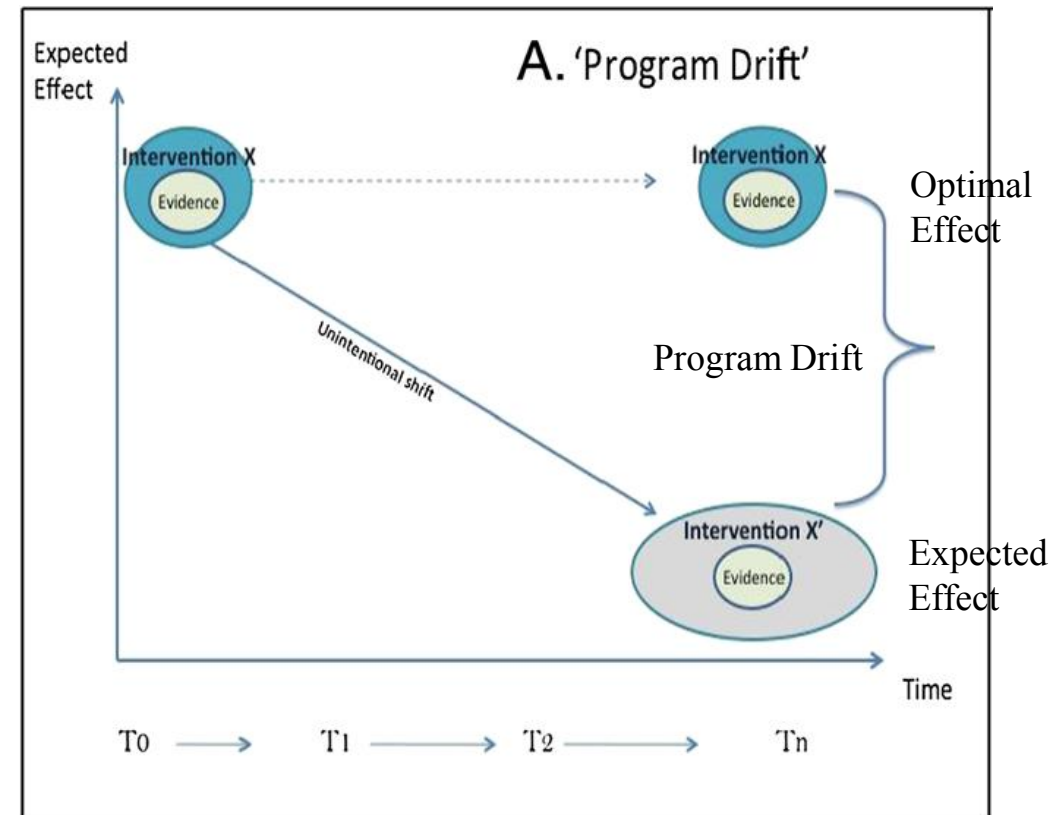 Expected
Effect
A. ‘Program Drift’
Intervention X
Evidence
Intervention X
Evidence
Optimal
Effect
Unintentional shift
Program Drift
Intervention X’
Evidence
Expected
Effect
Time
T0 T1 T2 Tn